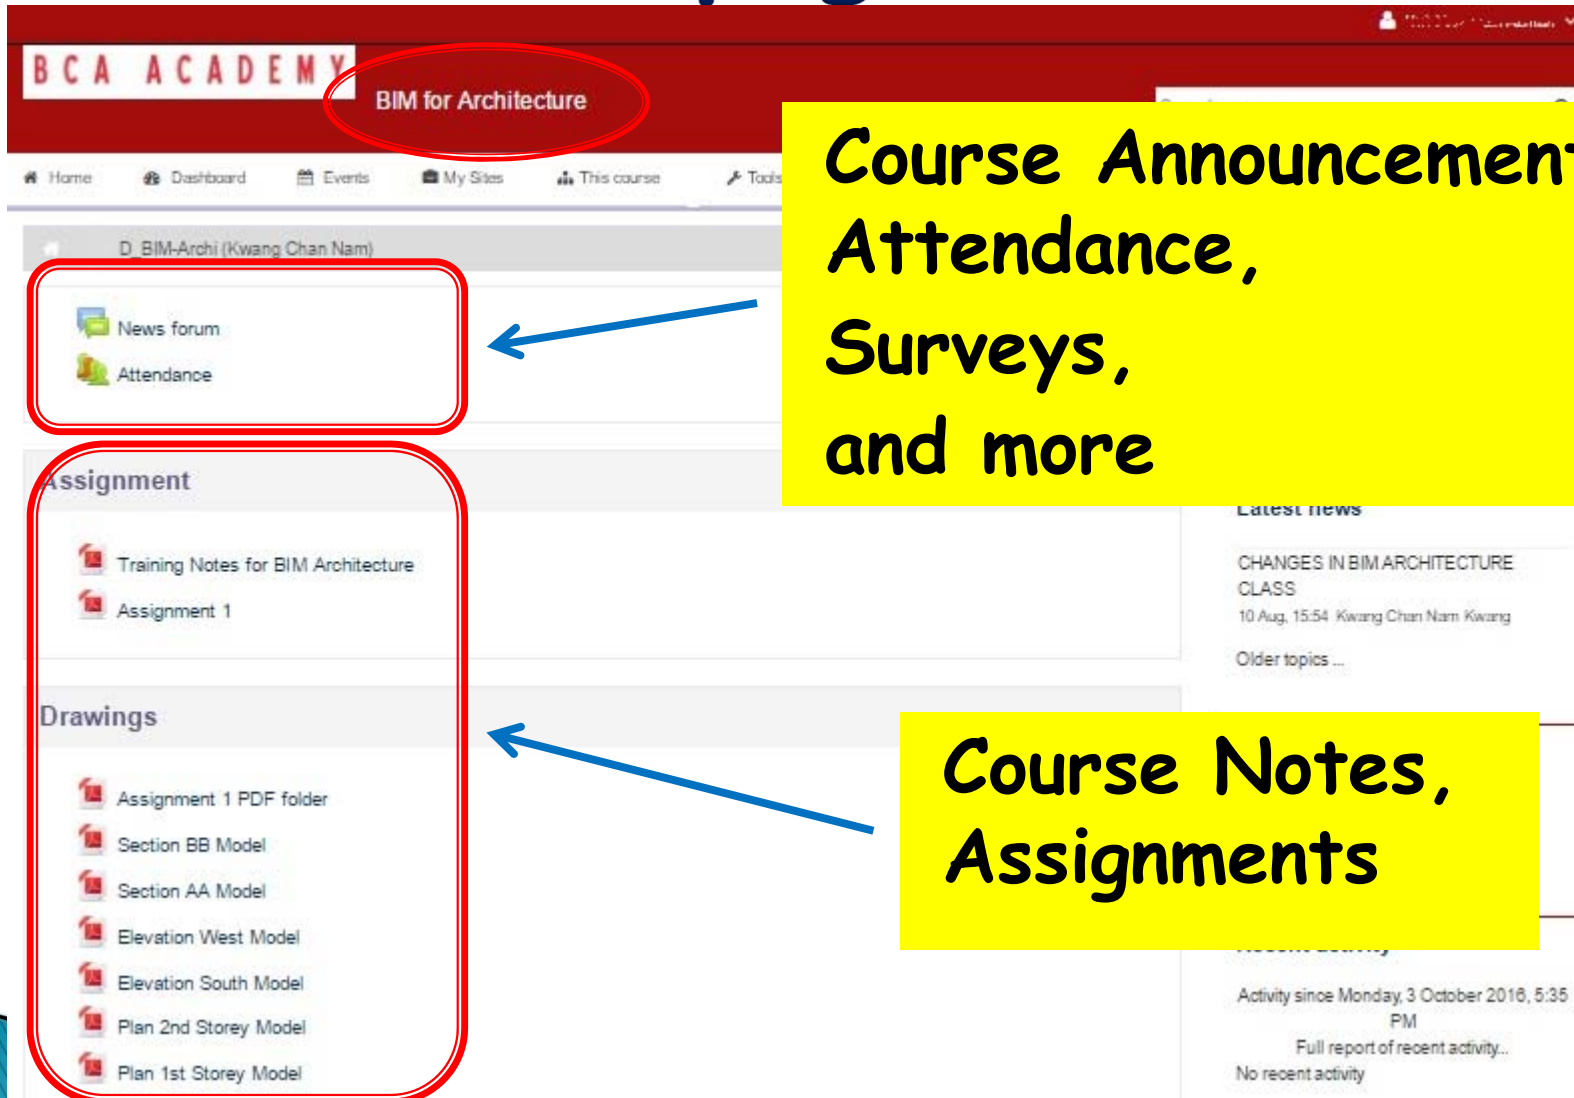 BCA ACADEMY
BIM for Architecture
Home Dashboard Events My Sites This course Tools
D_BIM-Archi (Kwang Chan Nam)
News forum
Attendance
Course Announcement
Attendance,
Surveys,
and more
Assignment
Training Notes for BIM Architecture
Assignment 1
Drawings
Assignment 1 PDF folder
Section BB Model
Section AA Model
Elevation West Model
Elevation South Model
Plan 2nd Storey Model
Plan 1st Storey Model
Course Notes,
Assignments
Latest news
CHANGES IN BIM ARCHITECTURE
CLASS
10 Aug, 15:54 Kwang Chan Nam Kwang
Older topics ...
Recent activity
Activity since Monday, 3 October 2016, 5:35
PM
Full report of recent activity...
No recent activity